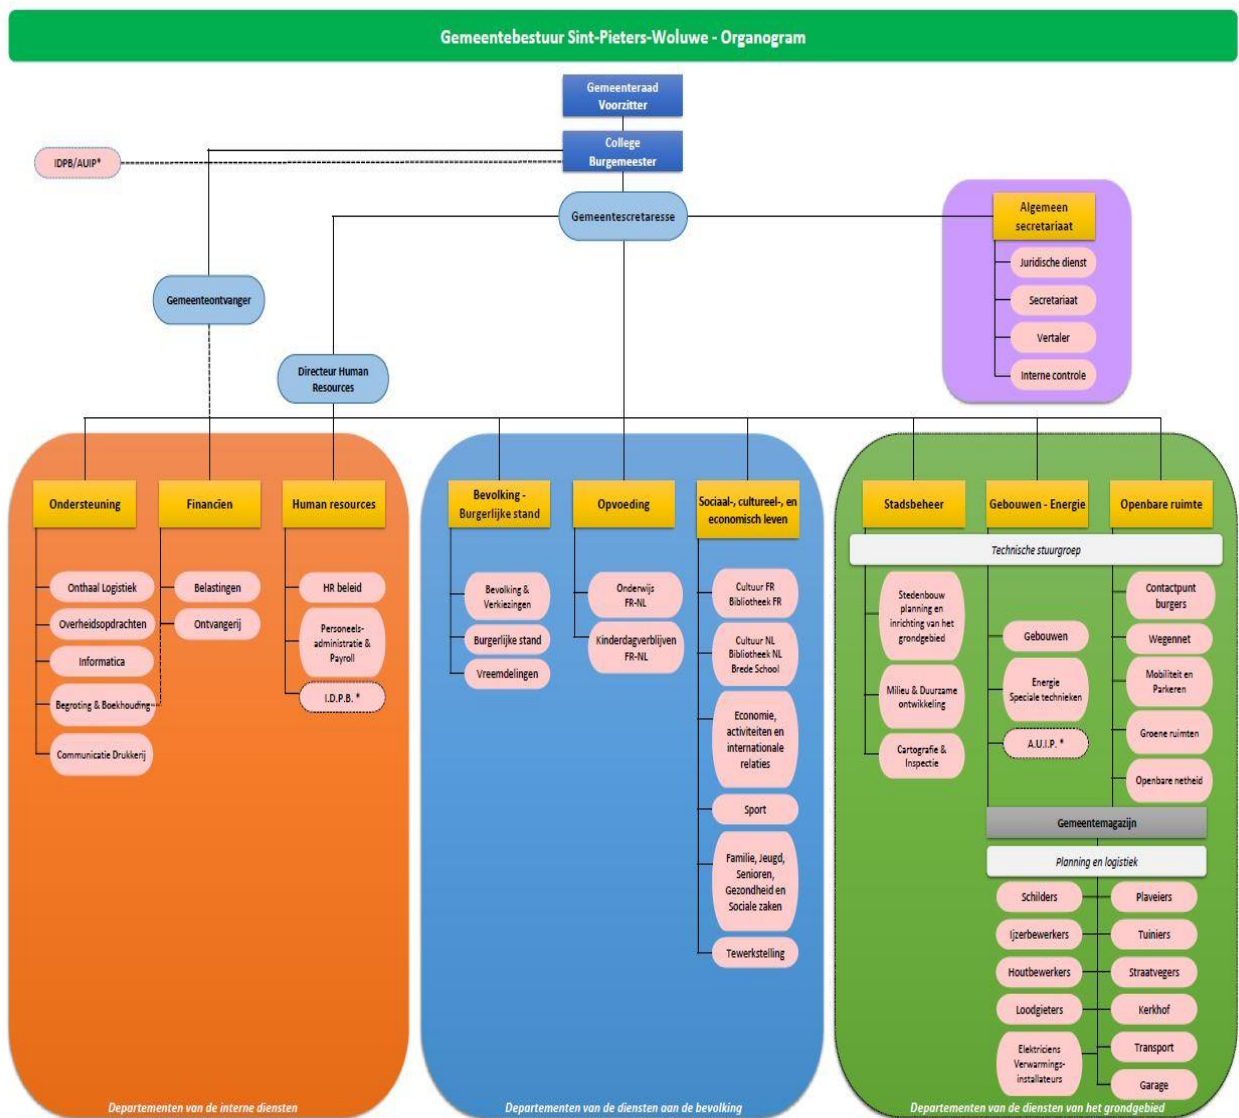 Gemeentebestuur Sint-Pieters-Woluwe - Organogram
Gemeenteraad
Voorzitter
College
Burgemeester
IDPB/AUIP*
Gemeentescretaresse
Algemeen
secretariaat
Juridische dienst
Secretariaat
Vertaler
Interne controle
Gemeenteontvanger
Directeur Human
Resources
Ondersteuning
Onthaal Logistiek
Overheidsopdrachten
Informatica
Begroting & Boekhouding
Communicatie Drukkerij
Financïen
Belastingen
Ontvangerij
Human resources
HR beleid
Personeels-
administratie &
Payroll
I.D.P.B. *
Departementen van de interne diensten
Bevolking -
Burgerlijke stand
Bevolking &
Verkiezingen
Burgerlijke stand
Vreemdelingen
Opvoeding
Onderwijs
FR-NL
Kinderdagverblijven
FR-NL
Sociaal-, cultureel-, en
economisch leven
Cultuur FR
Bibliotheek FR
Cultuur NL
Bibliotheek NL
Brede School
Economie,
activiteiten en
internationale
relaties
Sport
Familie, Jeugd,
Senioren,
Gezondheid en
Sociale zaken
Tewerkstelling
Departementen van de diensten aan de bevolking
Stadsbeheer
Gebouwen - Energie
Openbare ruimte
Technische stuurgroep
Stedenbouw
planning en
inrichting van het
grondgebied
Milieu & Duurzame
ontwikkeling
Cartografie &
Inspectie
Gebouwen
Energie
Speciale technieken
A.U.I.P. *
Contactpunt
burgers
Wegennet
Mobiliteit en
Parkeren
Groene ruimten
Openbare netheid
Gemeentemagazijn
Planning en logistiek
Schilders
Ijzerbewerkers
Houtbewerkers
Loodgieters
Elektriciens
Verwarmings-
installateurs
Plaveiers
Tuiniers
Straatvegers
Kerkhof
Transport
Garage
Departementen van de diensten van het grondgebied